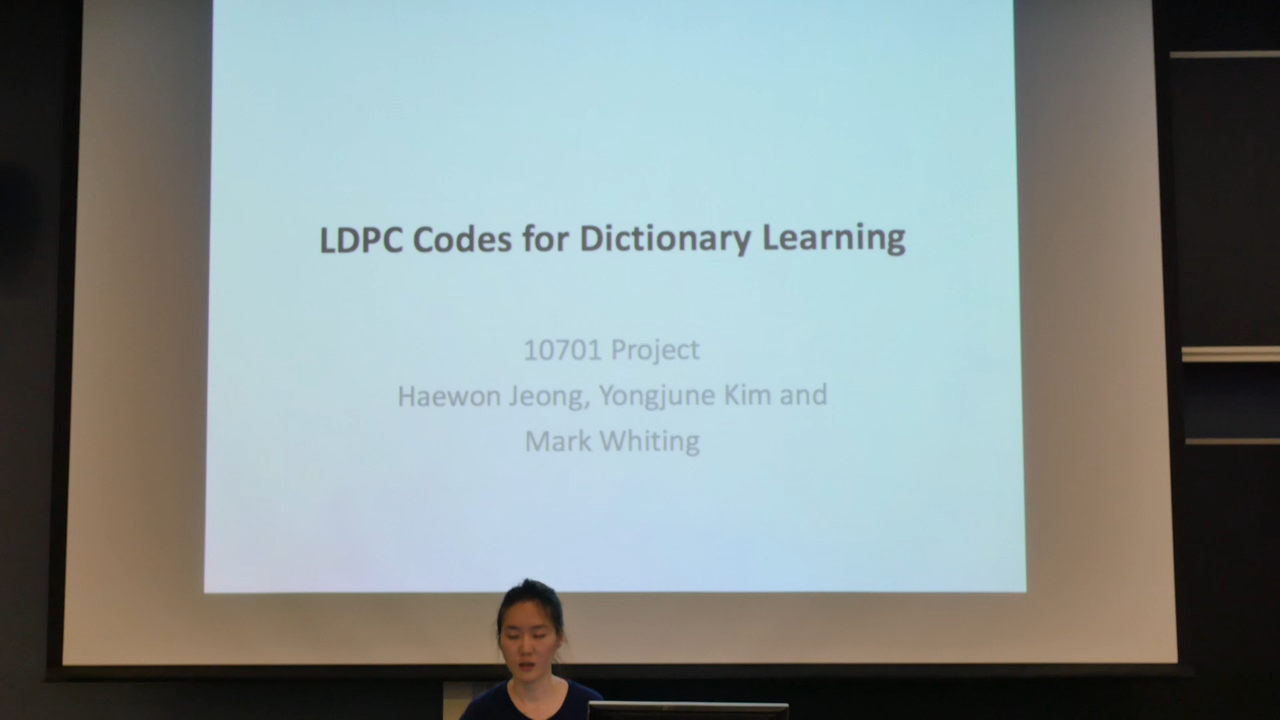 LDPC Codes for Dictionary Learning
10701 Project
Haewon Jeong, Yongjune Kim and
Mark Whiting